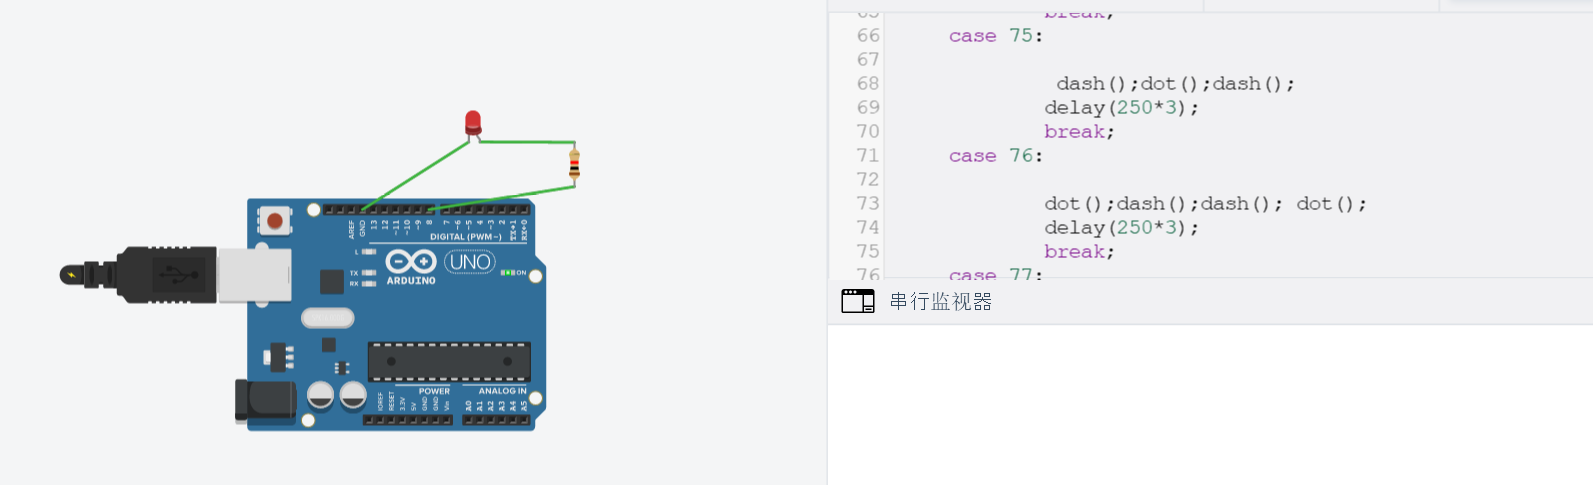 65 break;
66 case 75:
67
68 dash();dot();dash();
69 delay(250*3);
70 break;
71 case 76:
72
73 dot();dash();dash(); dot();
74 delay(250*3);
75 break;
76 case 77:
串行监视器
AREF
GND
13
12
~11
~10
~9
8
7
~6
~5
4
~3
2
TX→1
RX←0
DIGITAL (PWM~)
L
TX
RX
ARDUINO
UNO
ON
POWER
ANALOG IN
IOREF
RESET
3.3V
5V
GND
GND
Vin
A0
A1
A2
A3
A4
A5